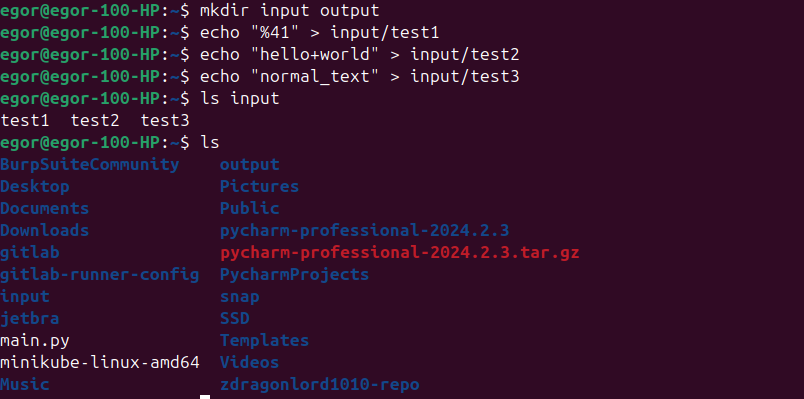 egor@egor-100-HP:~$ mkdir input output
egor@egor-100-HP:~$ echo "%41" > input/test1
egor@egor-100-HP:~$ echo "hello+world" > input/test2
egor@egor-100-HP:~$ echo "normal_text" > input/test3
egor@egor-100-HP:~$ ls input
test1  test2  test3
egor@egor-100-HP:~$ ls
BurpSuiteCommunity    output
Desktop               Pictures
Documents             Public
Downloads             pycharm-professional-2024.2.3
gitlab                pycharm-professional-2024.2.3.tar.gz
gitlab-runner-config  PycharmProjects
input                 snap
jetbra                SSD
main.py               Templates
minikube-linux-amd64  Videos
Music                 zdragonlord1010-repo